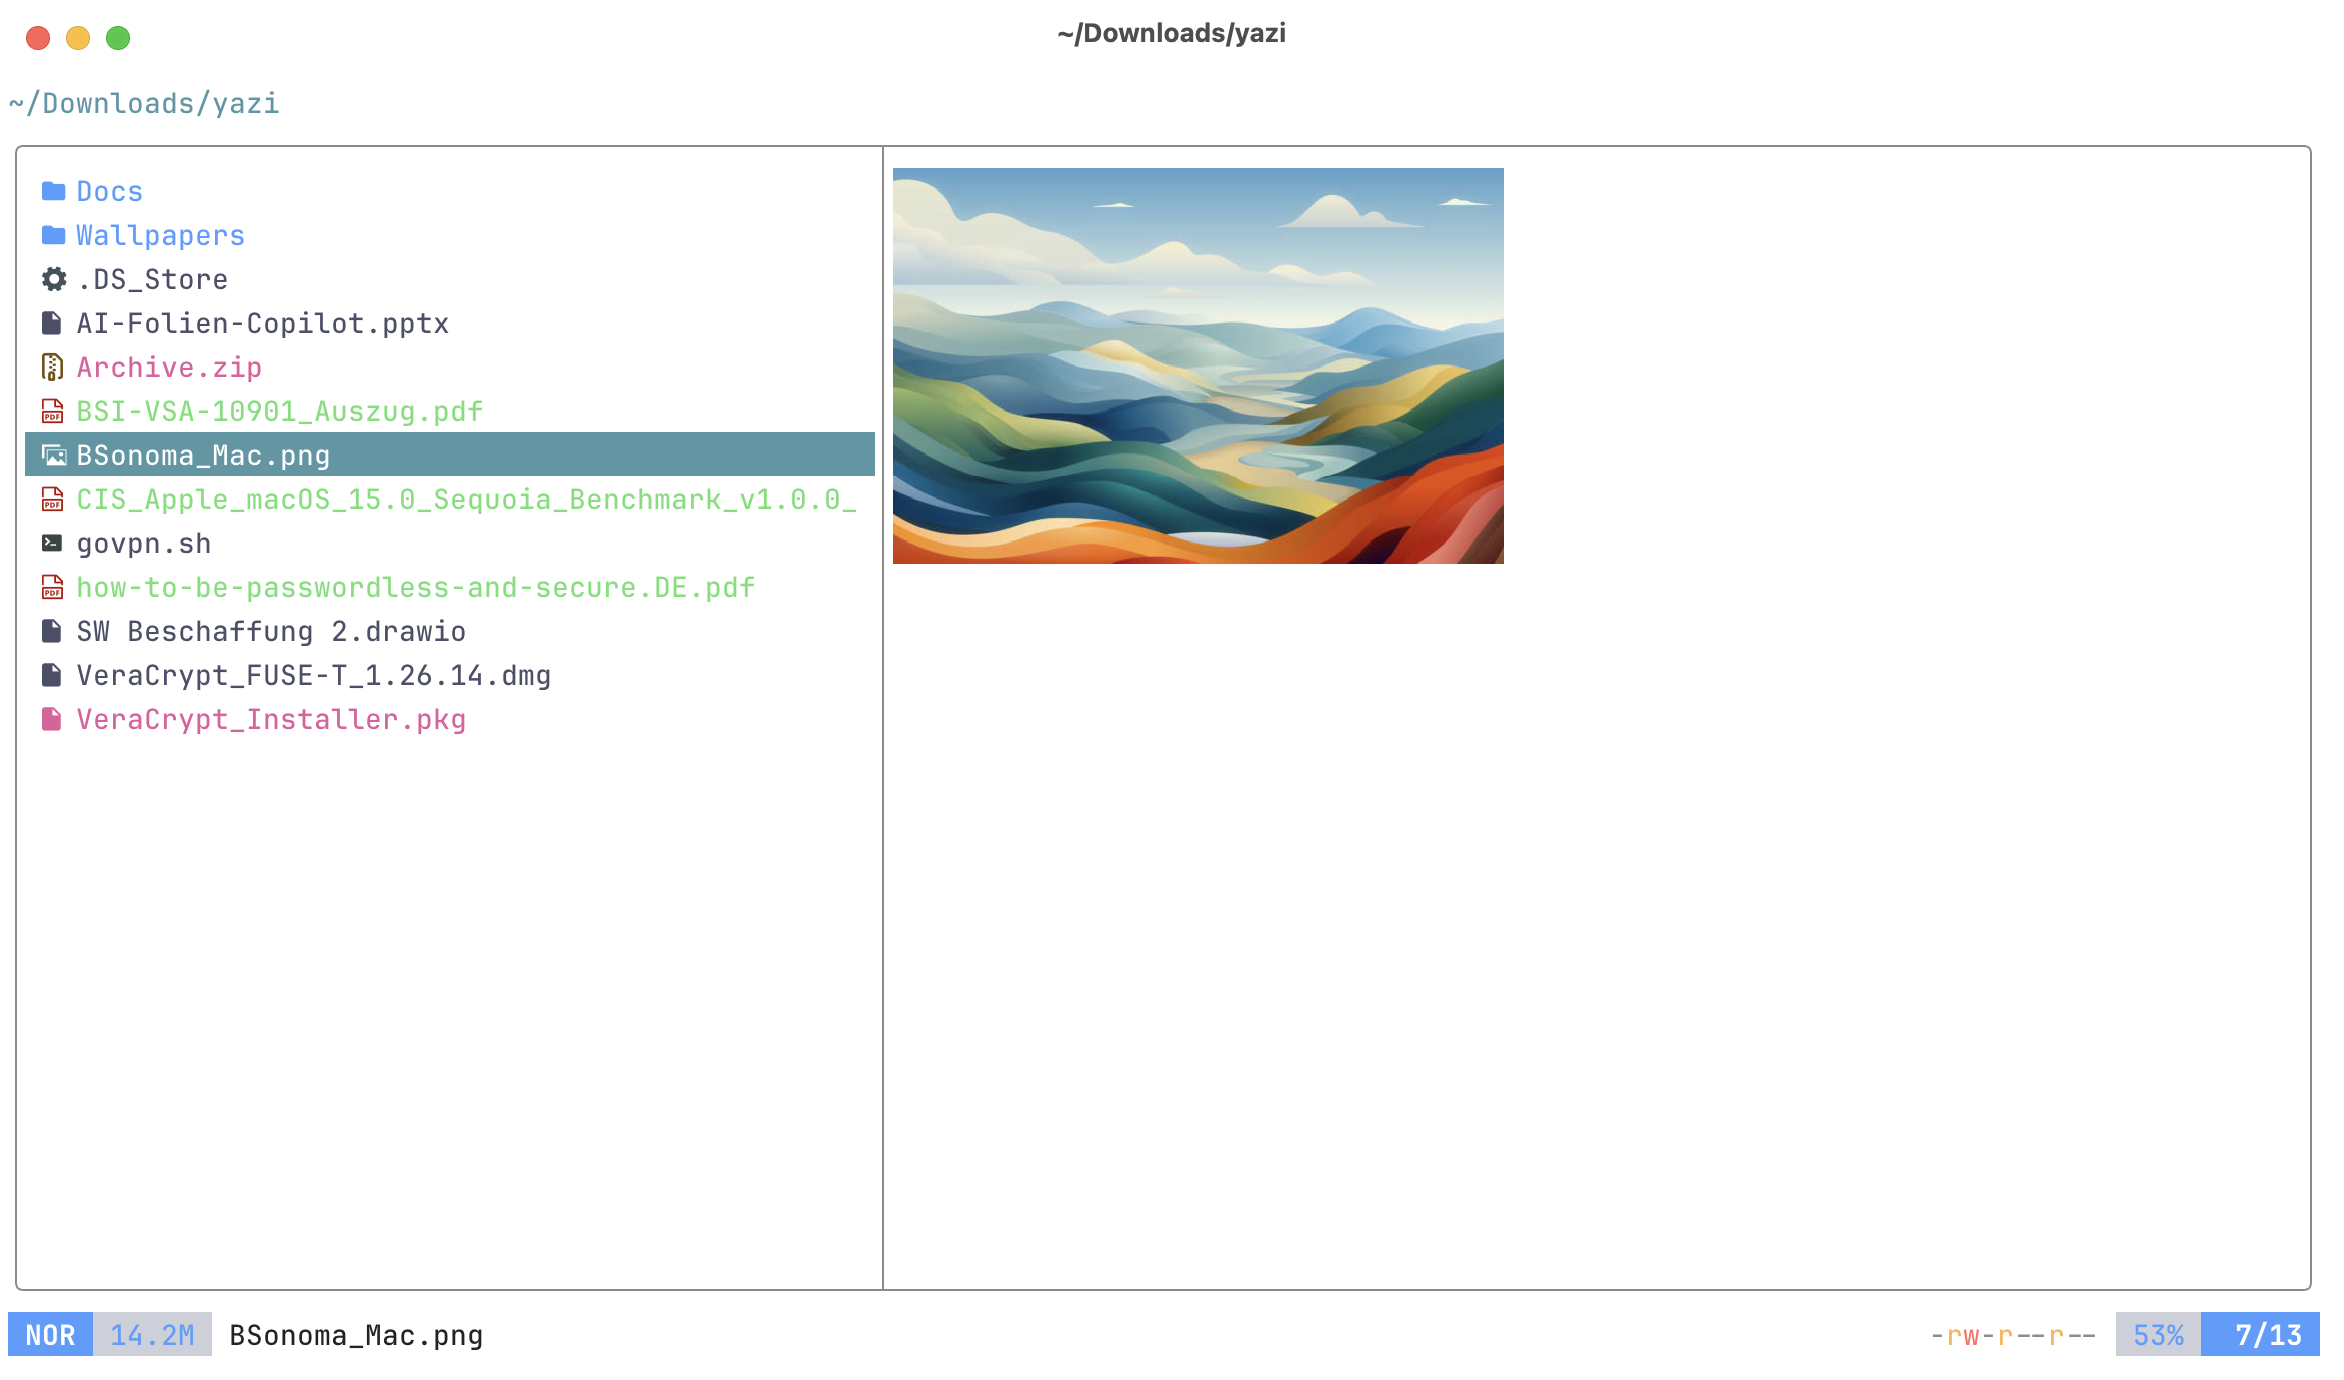 ~/Downloads/yazi
~/Downloads/yazi
Docs
Wallpapers
.DS_Store
AI-Folien-Copilot.pptx
Archive.zip
BSI-VSA-10901_Auszug.pdf
BSonoma_Mac.png
CIS_Apple_macOS_15.0_Sequoia_Benchmark_v1.0.0_
govpn.sh
how-to-be-passwordless-and-secure.DE.pdf
SW Beschaffung 2.drawio
VeraCrypt_FUSE-T_1.26.14.dmg
VeraCrypt_Installer.pkg
NOR 14.2M BSonoma_Mac.png -rw-r--r-- 53% 7/13